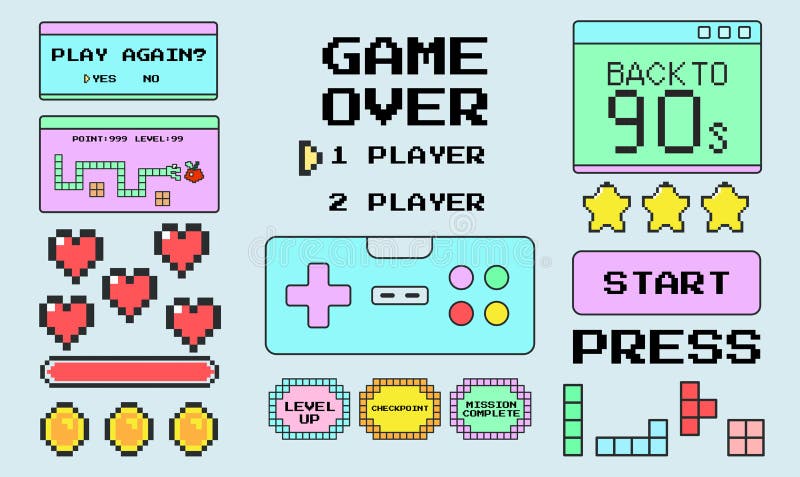 PLAY AGAIN?
YES NO
POINT:999 LEVEL:99
GAME
OVER
1 PLAYER
2 PLAYER
BACK TO
90s
START
PRESS
LEVEL
UP
CHECKPOINT
MISSION
COMPLETE